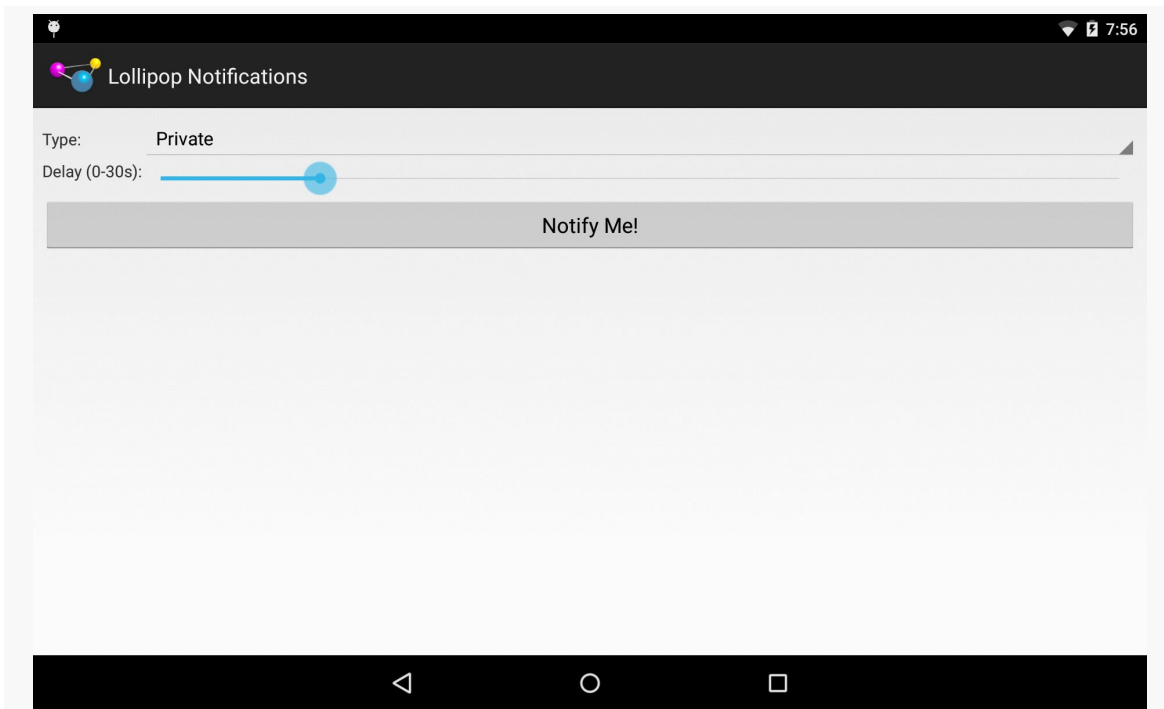 7:56
Lollipop Notifications
Type: Private
Delay (0-30s):
Notify Me!